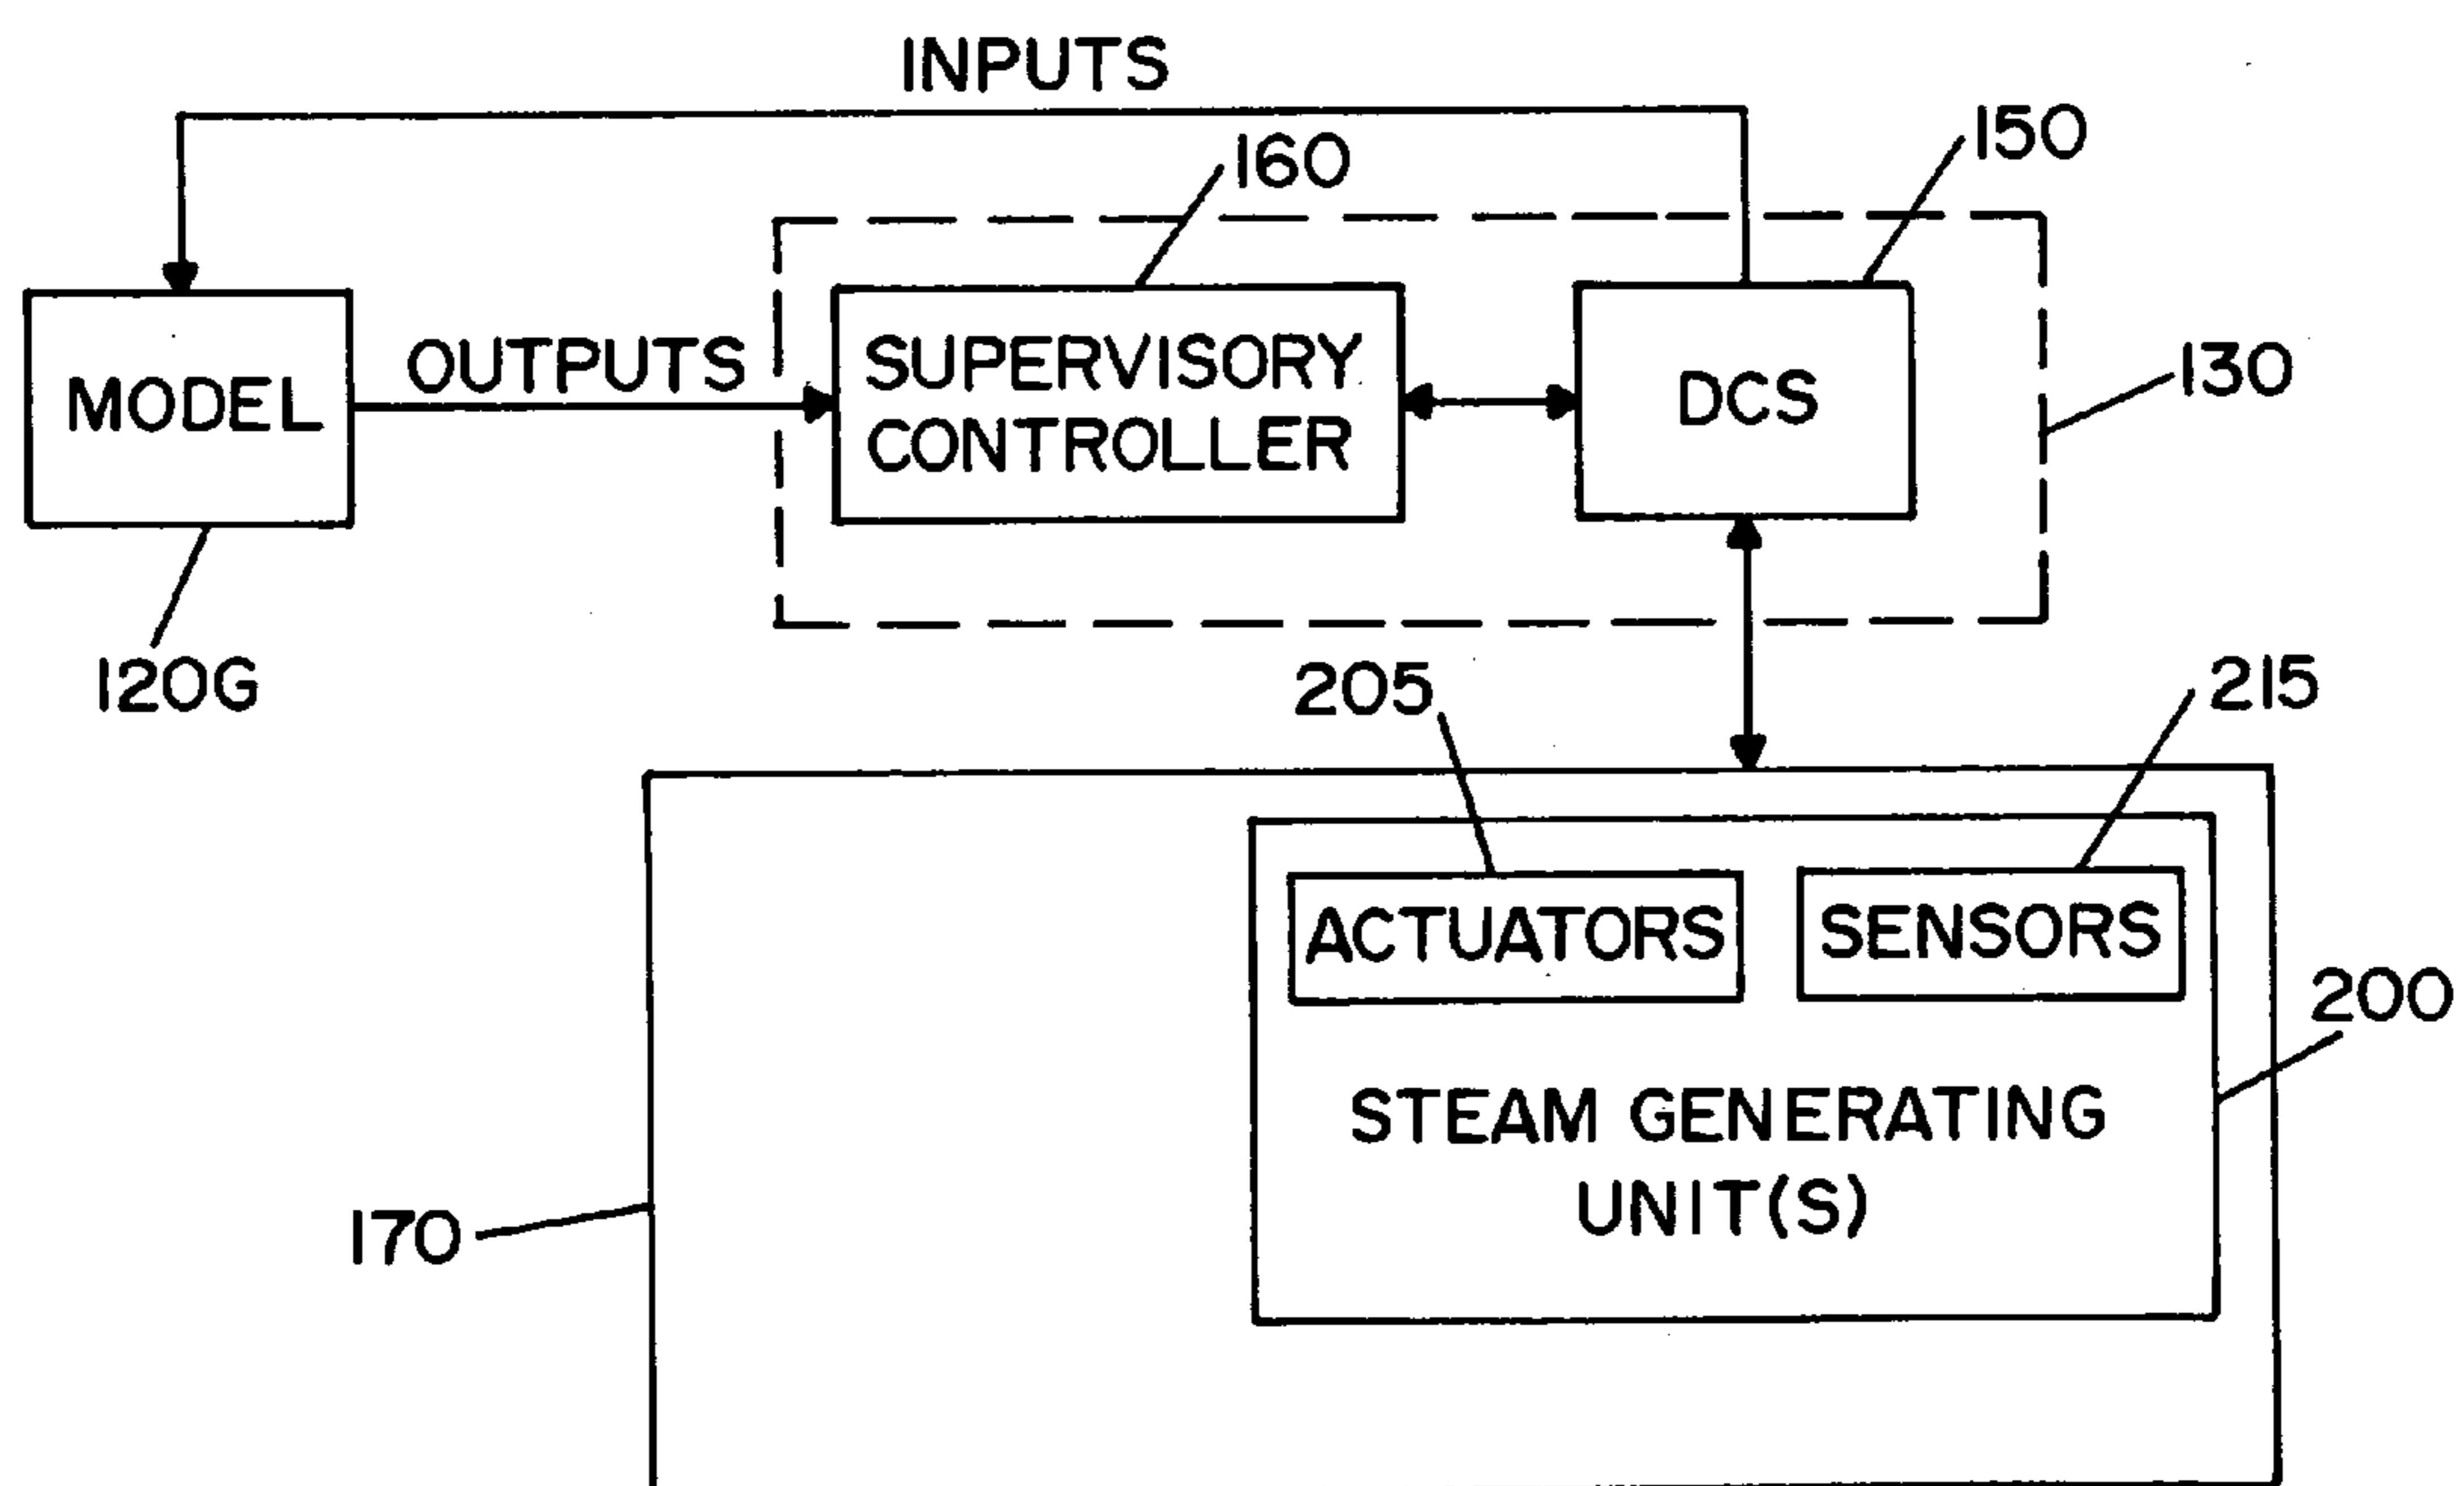 INPUTS
150
160
130
MODEL
OUTPUTS
SUPERVISORY
CONTROLLER
DCS
120G
205
215
ACTUATORS
SENSORS
200
STEAM GENERATING
UNIT(S)
170